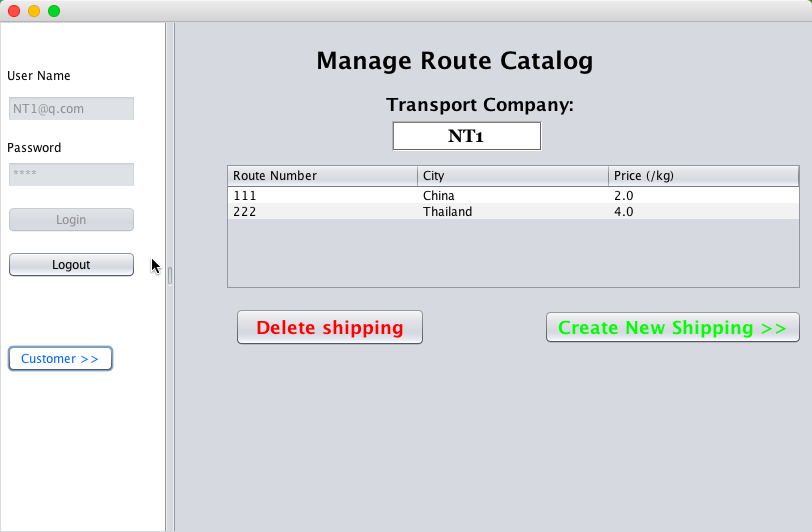 Manage Route Catalog
User Name
NT1@q.com
Password
****
Login
Logout
Customer >>
Transport Company:
NT1
Route Number City Price (/kg)
111 China 2.0
222 Thailand 4.0
Delete shipping
Create New Shipping >>